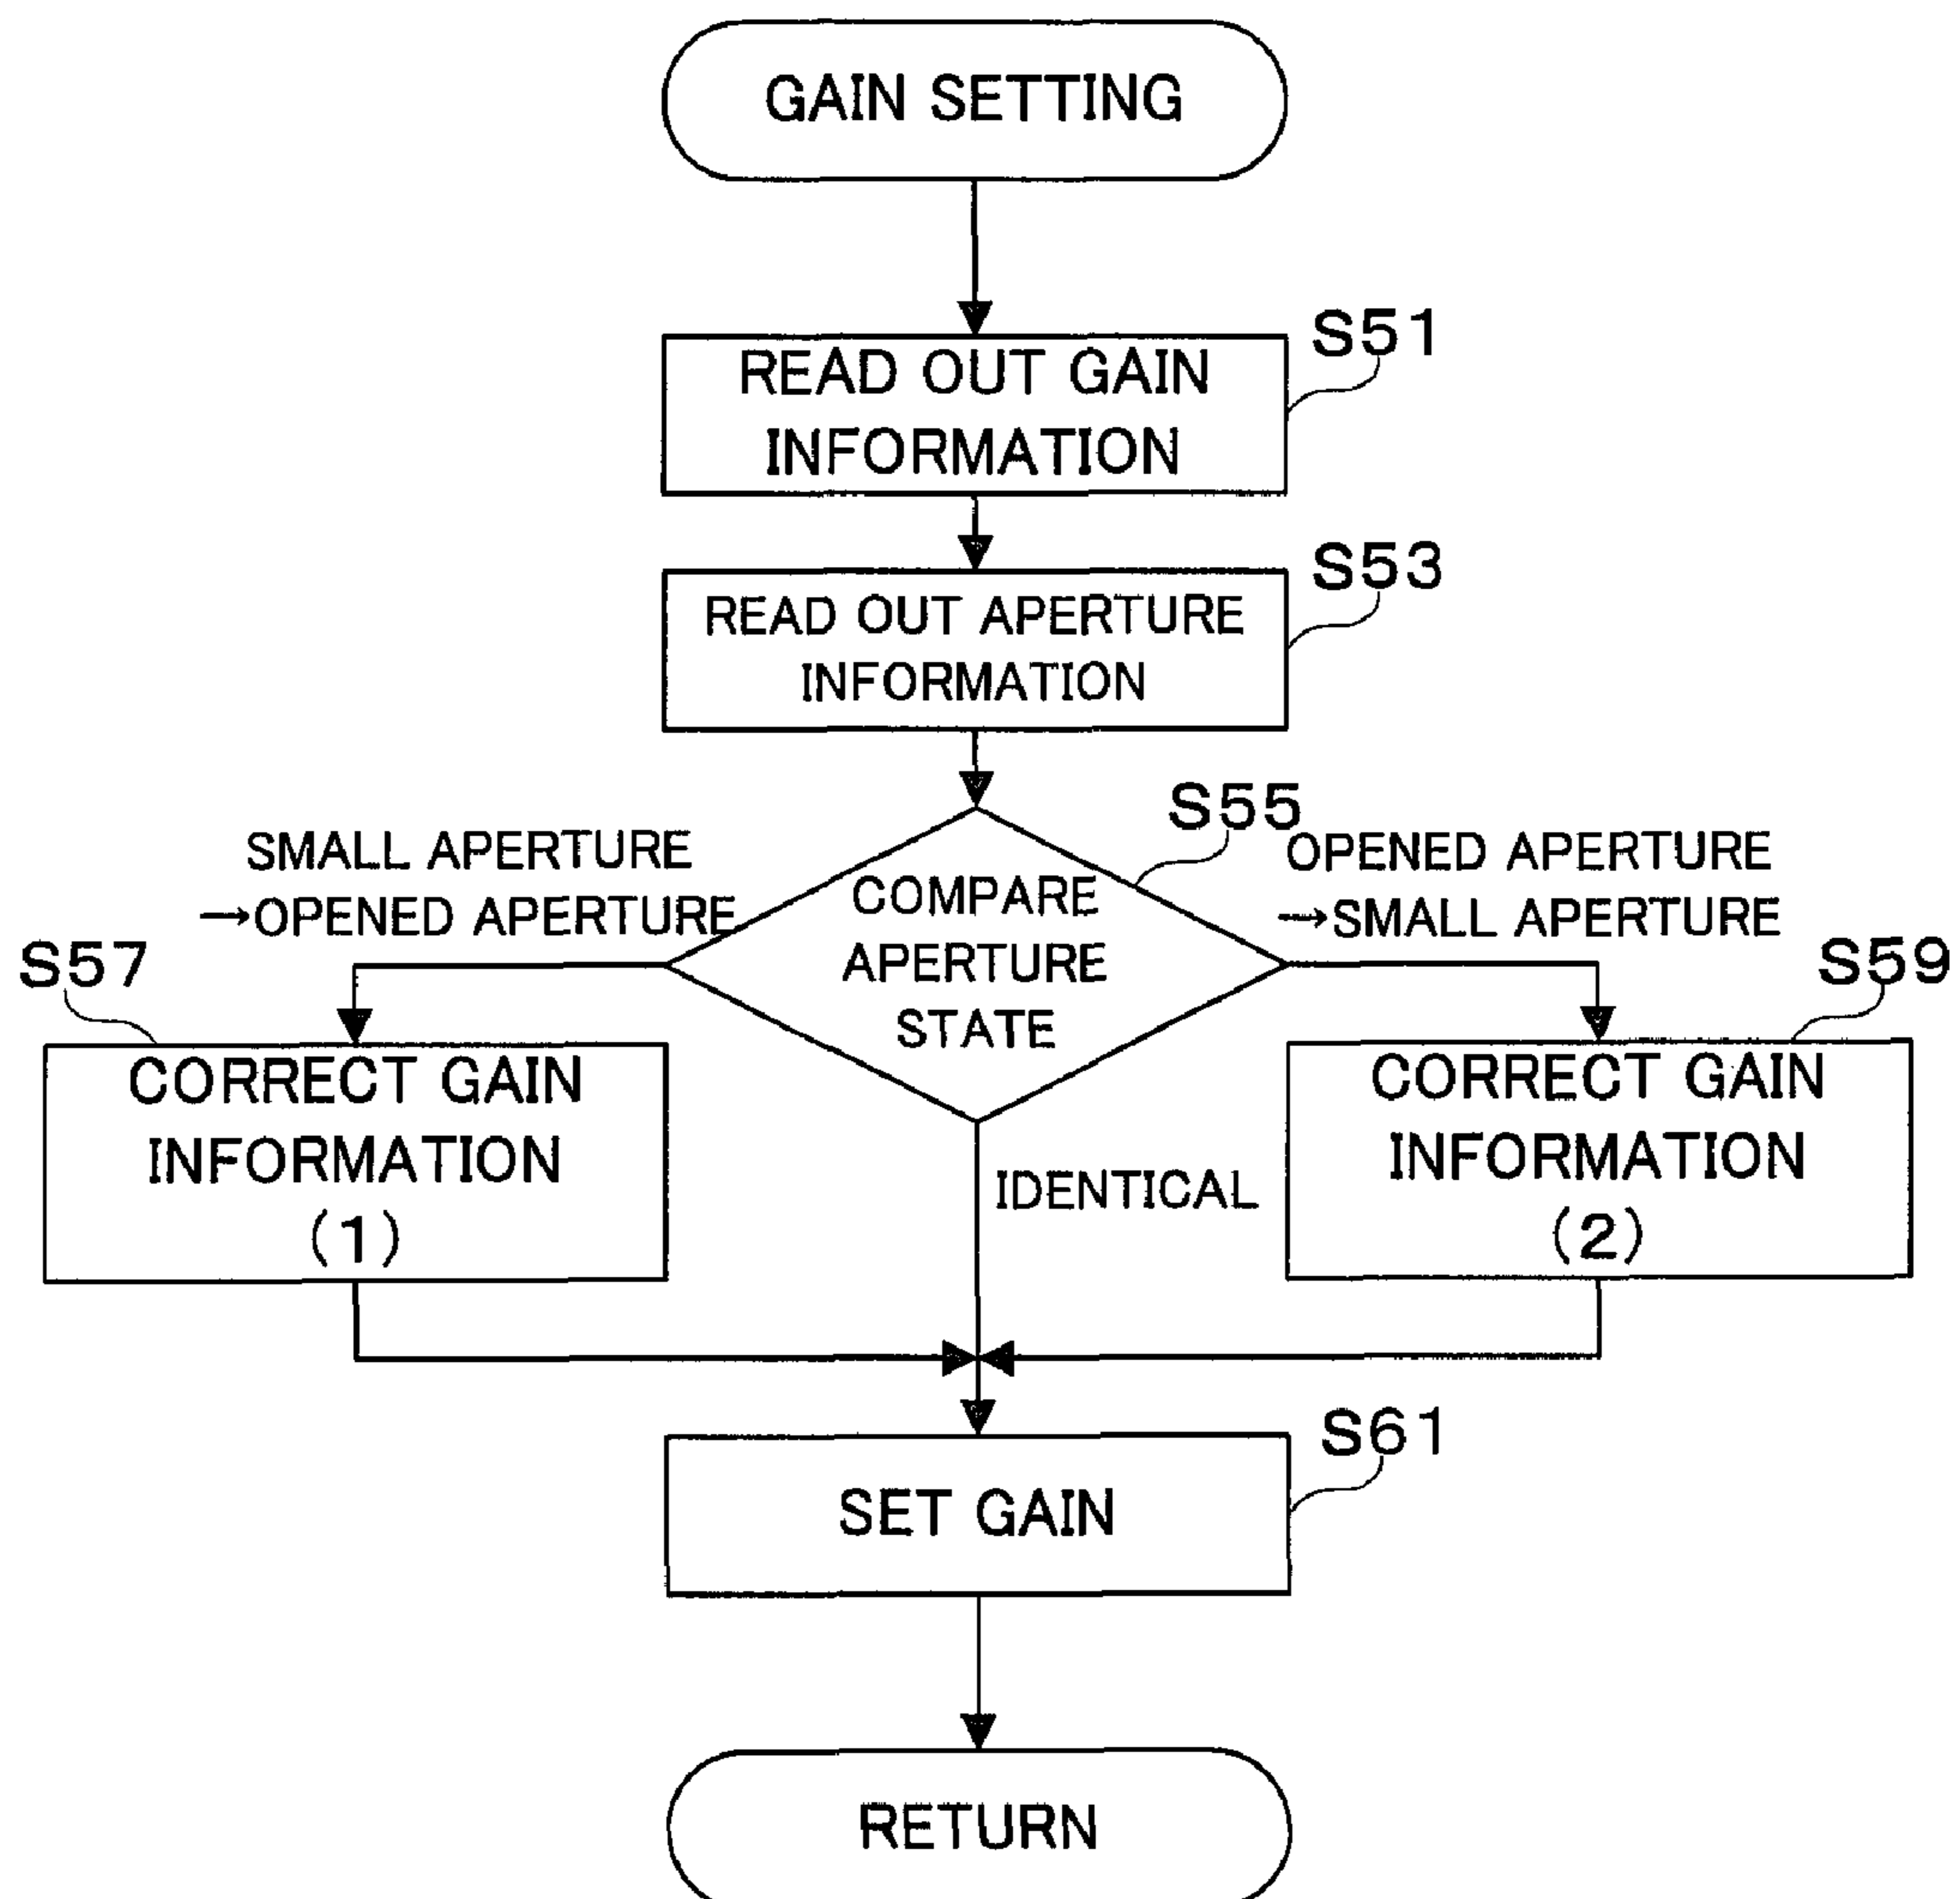 GAIN SETTING
S51
READ OUT GAIN
INFORMATION
S53
READ OUT APERTURE
INFORMATION
S55
COMPARE
APERTURE
STATE
SMALL APERTURE
→OPENED APERTURE
OPENED APERTURE
→SMALL APERTURE
S57
CORRECT GAIN
INFORMATION
(1)
IDENTICAL
S59
CORRECT GAIN
INFORMATION
(2)
S61
SET GAIN
RETURN